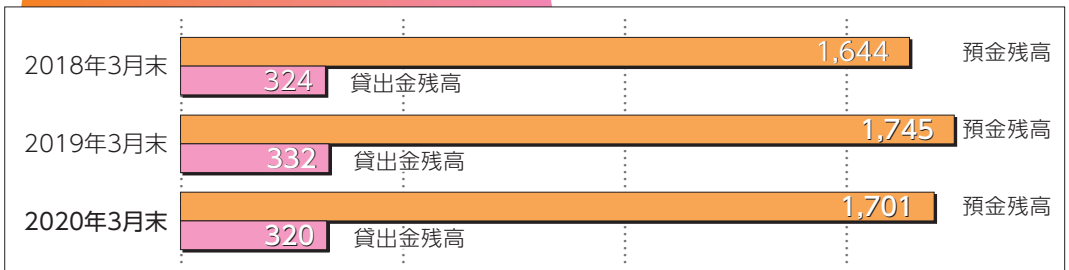 2018年3月末
1,644 預金残高
324 貸出金残高
2019年3月末
1,745 預金残高
332 貸出金残高
2020年3月末
1,701 預金残高
320 貸出金残高